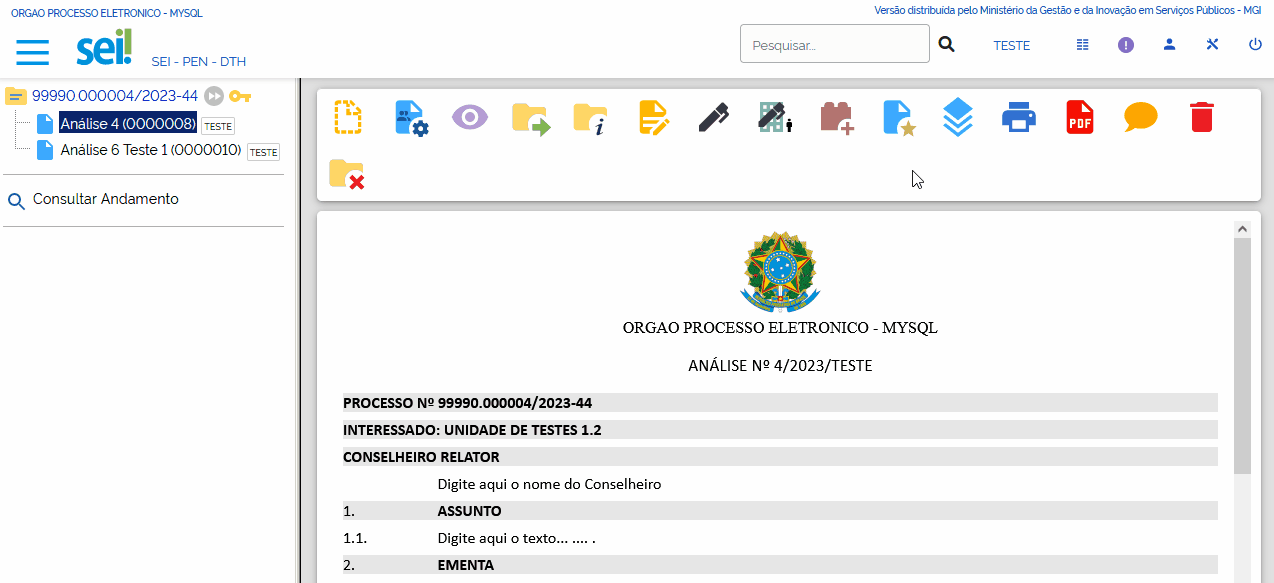 ORGAO PROCESSO ELETRONICO - MYSQL
Versão distribuída pelo Ministério da Gestão e da Inovação em Serviços Públicos - MGI
sei!
SEI - PEN - DTH
Pesquisar...
TESTE
99990.000004/2023-44
Análise 4 (0000008) TESTE
Análise 6 Teste 1 (0000010) TESTE
Consultar Andamento
PDF
ORGAO PROCESSO ELETRONICO - MYSQL
ANÁLISE Nº 4/2023/TESTE
PROCESSO Nº 99990.000004/2023-44
INTERESSADO: UNIDADE DE TESTES 1.2
CONSELHEIRO RELATOR
Digite aqui o nome do Conselheiro
1. ASSUNTO
1.1. Digite aqui o texto... .... .
2. EMENTA